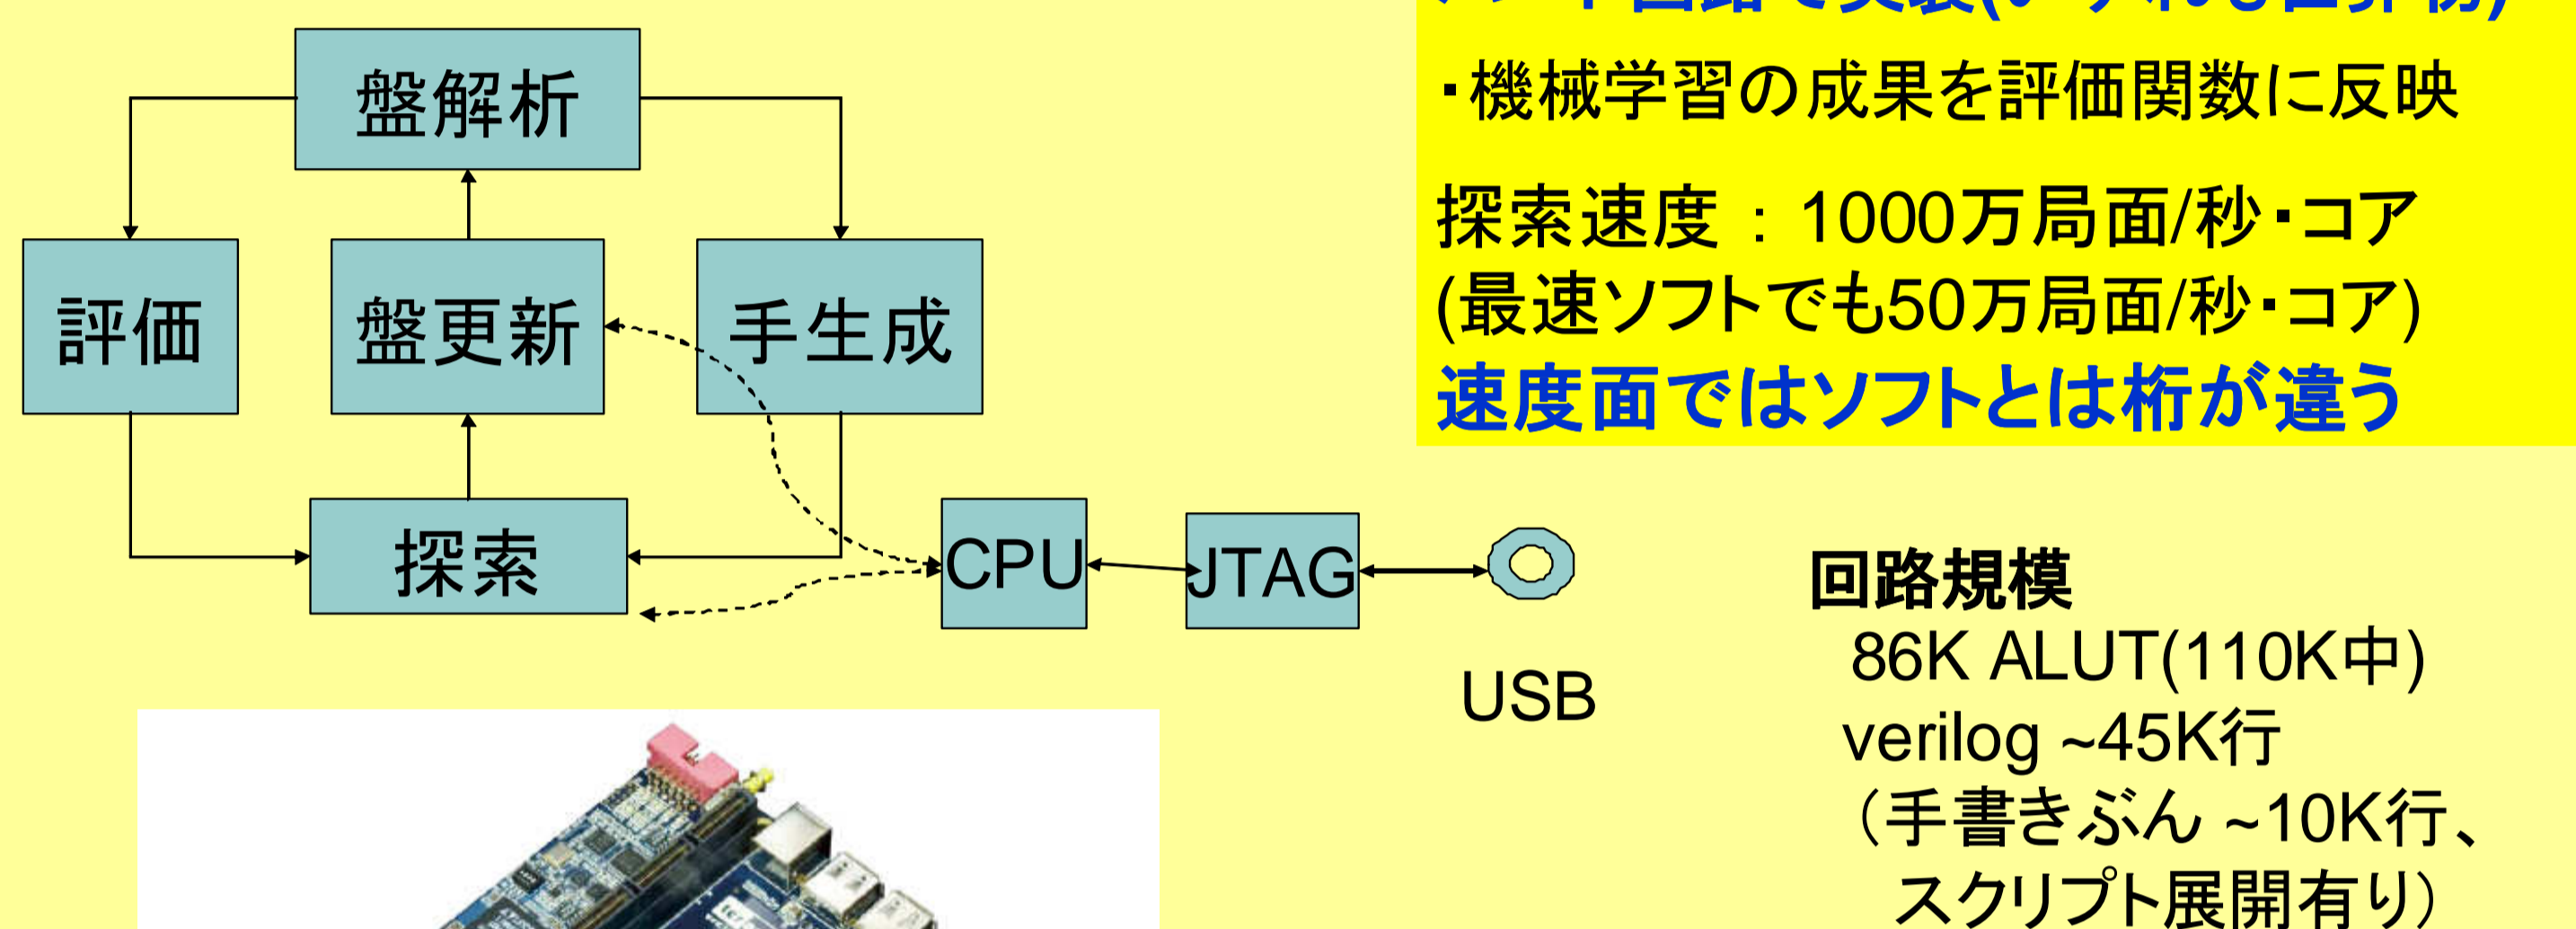 盤解析
評価
盤更新
手生成
探索
CPU
JTAG
USB
・機械学習の成果を評価関数に反映
探索速度 : 1000万局面/秒・コア
(最速ソフトでも50万局面/秒・コア)
速度面ではソフトとは桁が違う
回路規模
86K ALUT(110K中)
verilog ~45K行
（手書きぶん ~10K行、
スクリプト展開有り）